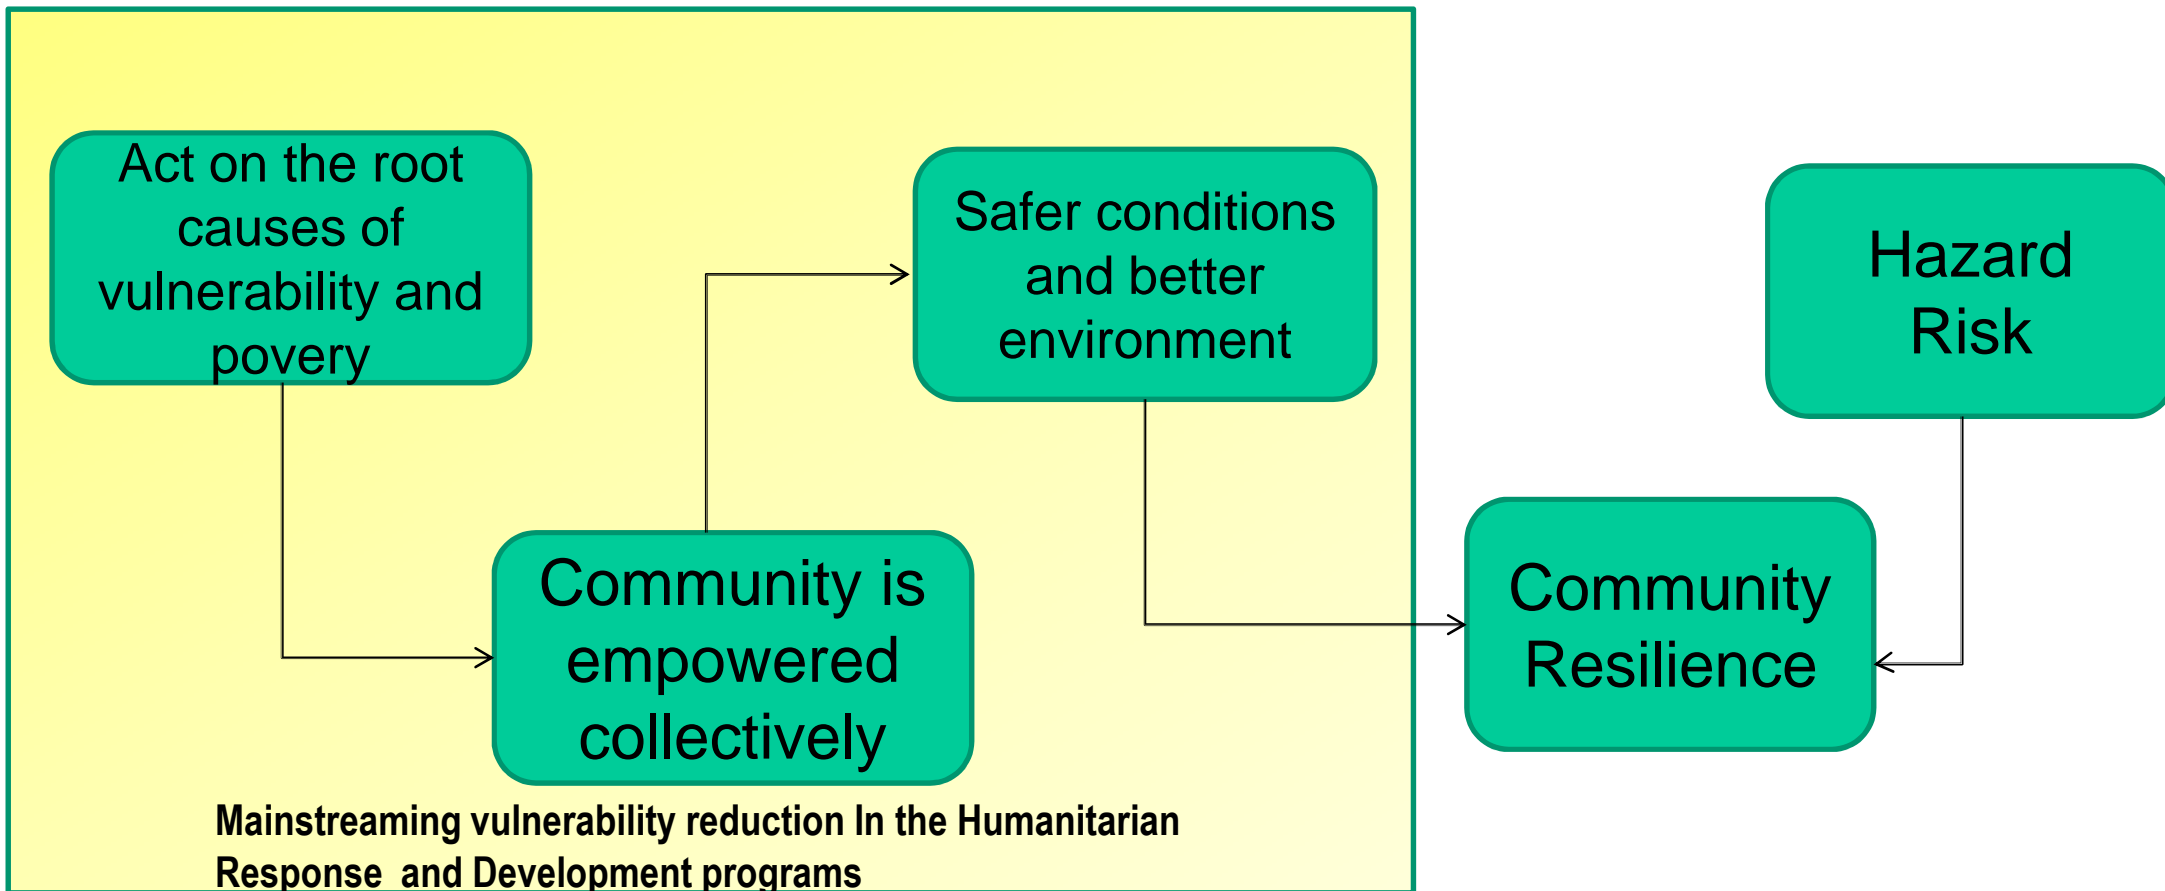 Act on the root
causes of
vulnerability and
povery
Safer conditions
and better
environment
Hazard
Risk
Community is
empowered
collectively
Community
Resilience
Mainstreaming vulnerability reduction In the Humanitarian
Response and Development programs